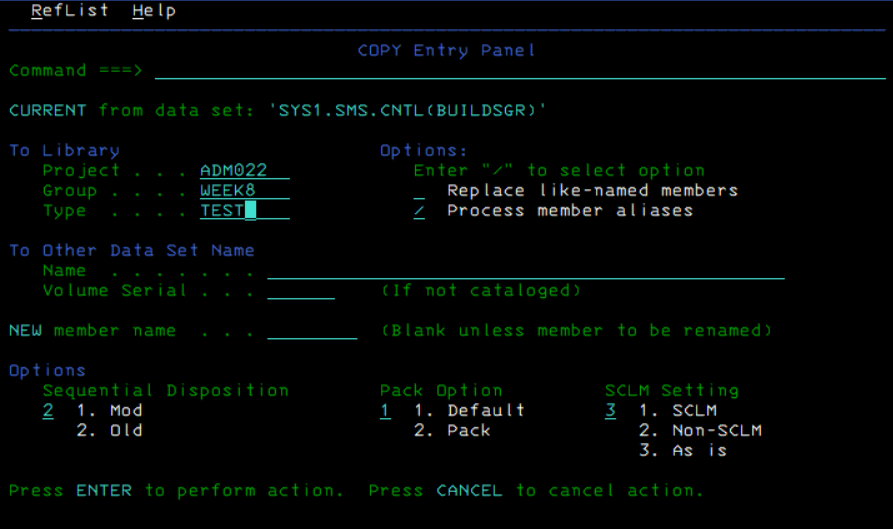 RefList  Help
COPY Entry Panel
Command ===>
CURRENT from data set: 'SYS1.SMS.CNTL(BUILDSGR)'
To Library                        Options:
Project . . . ADM022              Enter "/" to select option
Group . . . . WEEK8               Replace like-named members
Type  . . . . TEST                / Process member aliases
To Other Data Set Name
Name  . . . . . . .
Volume Serial . . .               (If not cataloged)
NEW member name  . . .            (Blank unless member to be renamed)
Options
Sequential Disposition            Pack Option          SCLM Setting
2  1. Mod                         1  1. Default        3  1. SCLM
2. Old                            2. Pack              2. Non-SCLM
3. As is
Press ENTER to perform action.  Press CANCEL to cancel action.